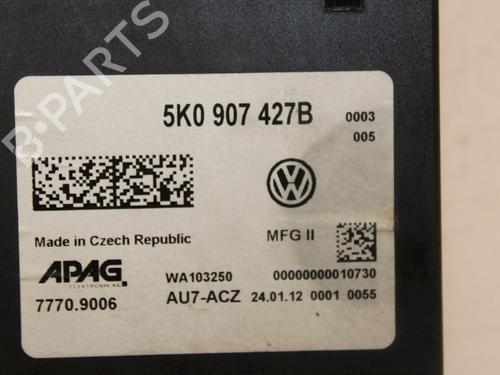 B-PARTS
5K0 907 427B 0003
005
Made in Czech Republic
MFG II
APAG
ELEKTRONIK AG
WA103250 00000000010730
7770.9006 AU7-ACZ 24.01.12 0001 0055